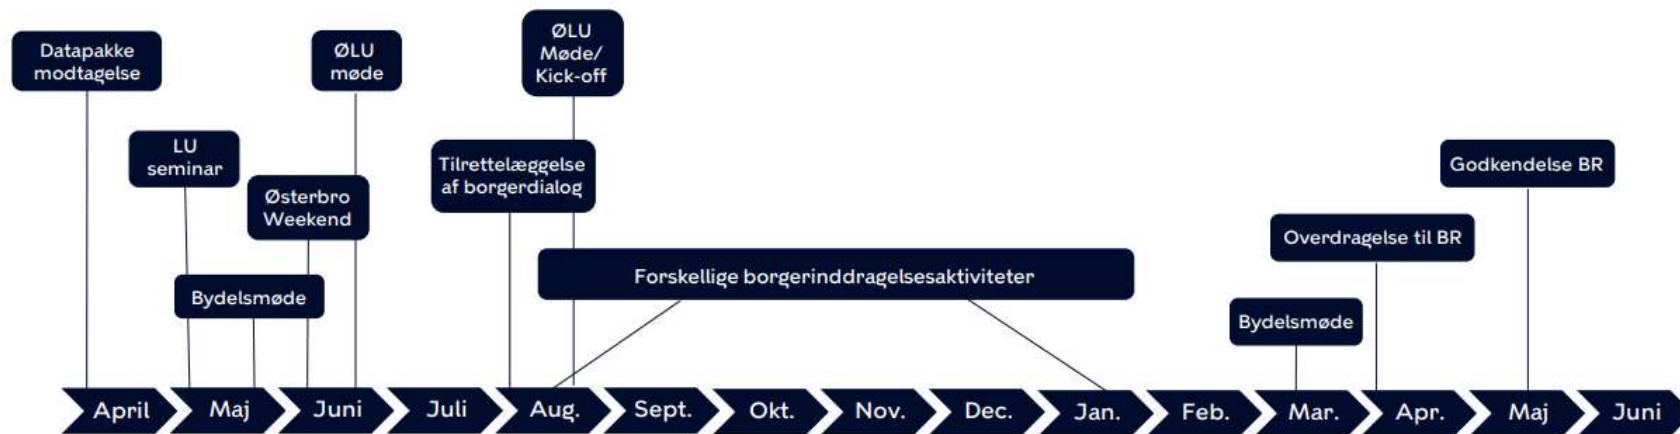 Datapakke
modtagelse
LU
seminar
Bydelsmøde
Østerbro
Weekend
ØLU
møde
Tilrettelæggelse
af borgerdialog
ØLU
Møde/
Kick-off
Forskellige borgerinddragelsesaktiviteter
Bydelsmøde
Overdragelse til BR
Godkendelse BR
April
Maj
Juni
Juli
Aug.
Sept.
Okt.
Nov.
Dec.
Jan.
Feb.
Mar.
Apr.
Maj
Juni